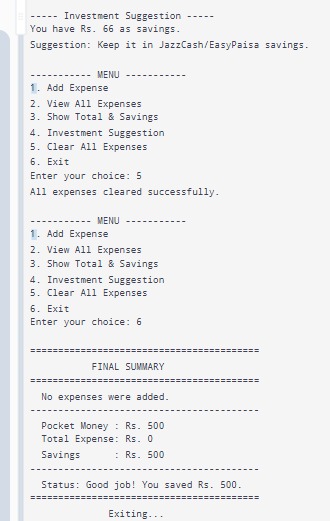 ----- Investment Suggestion -----
You have Rs. 66 as savings.
Suggestion: Keep it in JazzCash/EasyPaisa savings.
----------- MENU -----------
1. Add Expense
2. View All Expenses
3. Show Total & Savings
4. Investment Suggestion
5. Clear All Expenses
6. Exit
Enter your choice: 5
All expenses cleared successfully.
----------- MENU -----------
1. Add Expense
2. View All Expenses
3. Show Total & Savings
4. Investment Suggestion
5. Clear All Expenses
6. Exit
Enter your choice: 6
========================================
FINAL SUMMARY
========================================
No expenses were added.
----------------------------------------
Pocket Money : Rs. 500
Total Expense: Rs. 0
Savings      : Rs. 500
----------------------------------------
Status: Good job! You saved Rs. 500.
========================================
Exiting...